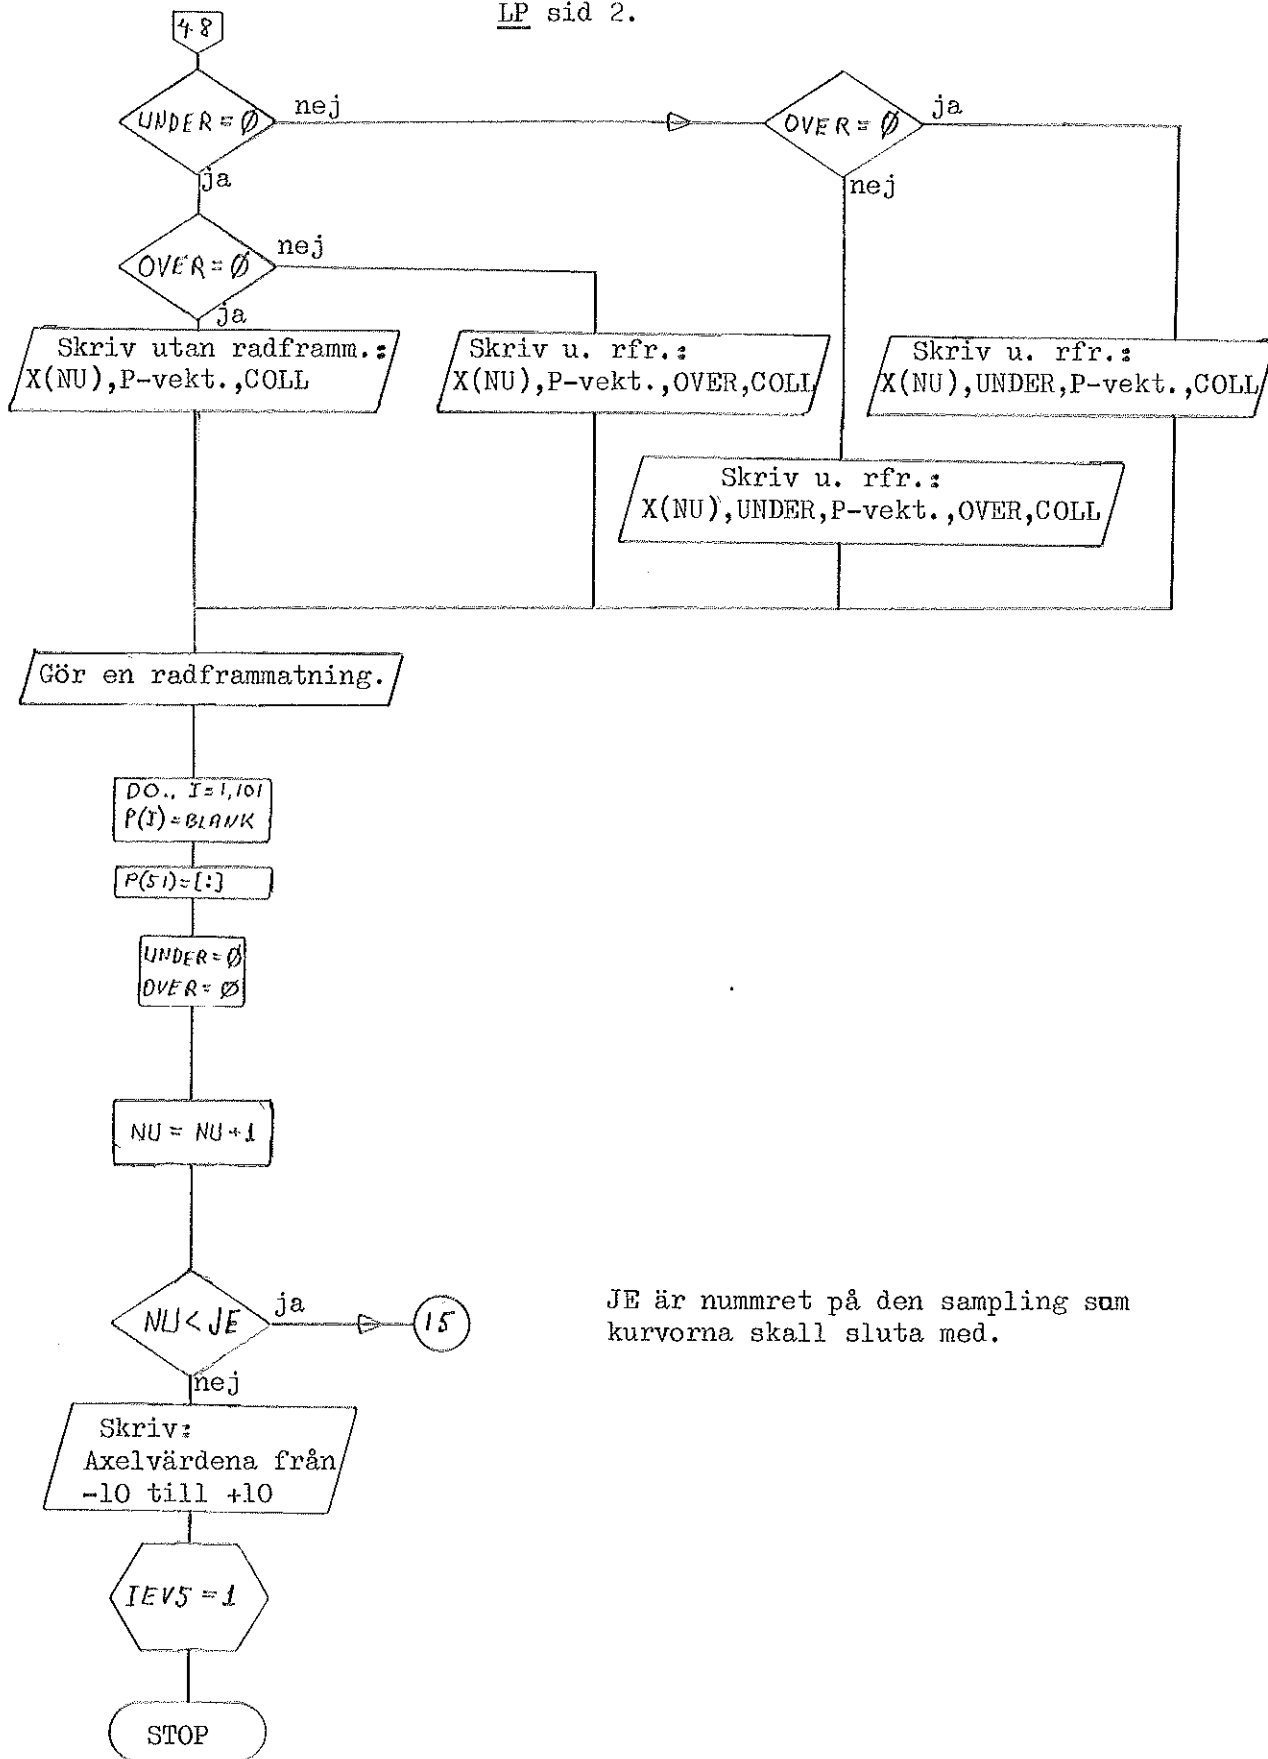 LP sid 2.
48
UNDER = Ø
nej
OVER = Ø
ja
ja
nej
OVER = Ø
nej
ja
Skriv utan radframm.:
X(NU),P-vekt.,COLL
Skriv u. rfr.:
X(NU),P-vekt.,OVER,COLL
Skriv u. rfr.:
X(NU),UNDER,P-vekt.,COLL
Skriv u. rfr.:
X(NU),UNDER,P-vekt.,OVER,COLL
Gör en radframmatning.
DO.. I=1,101
P(I)=BLANK
P(51)=[:]
UNDER=Ø
OVER=Ø
NU = NU+1
NU < JE
ja
15
nej
JE är nummret på den sampling som
kurvorna skall sluta med.
Skriv:
Axelvärdena från
-10 till +10
IEV5 = 1
STOP